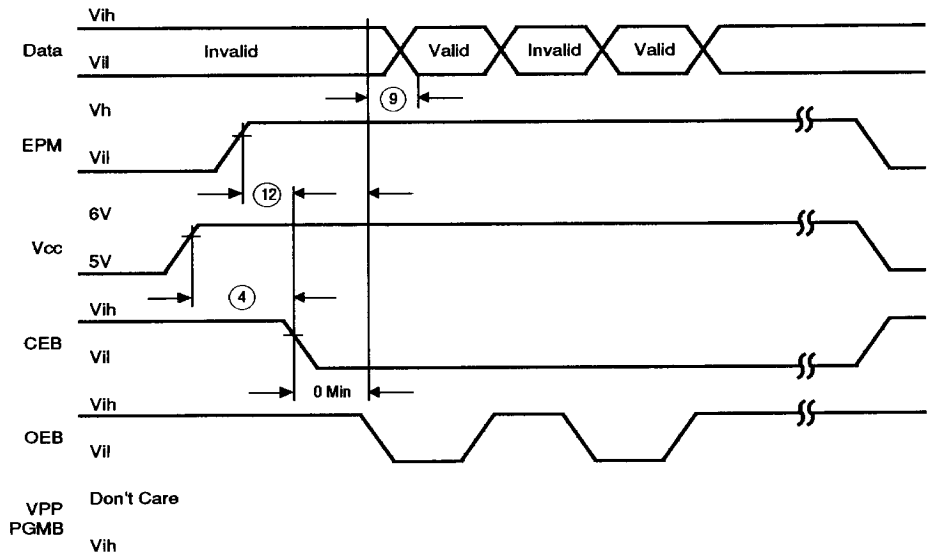 Vih
Data
Invalid
Valid
Invalid
Valid
Vil
9
Vh
EPM
Vil
12
6V
Vcc
5V
4
Vih
CEB
Vil
0 Min
Vih
OEB
Vil
Don't Care
VPP
PGMB
Vih